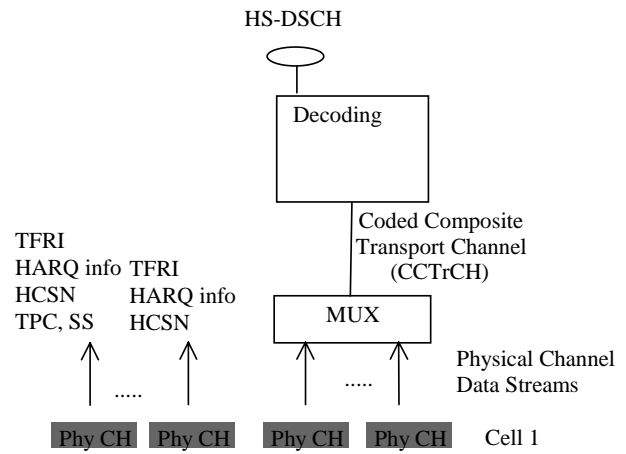 HS-DSCH
Decoding
Coded Composite
Transport Channel
(CCTrCH)
TFRI
HARQ info
HCSN
TPC, SS
TFRI
HARQ info
HCSN
MUX
Physical Channel
Data Streams
.....
.....
Phy CH
Phy CH
Phy CH
Phy CH
Cell 1